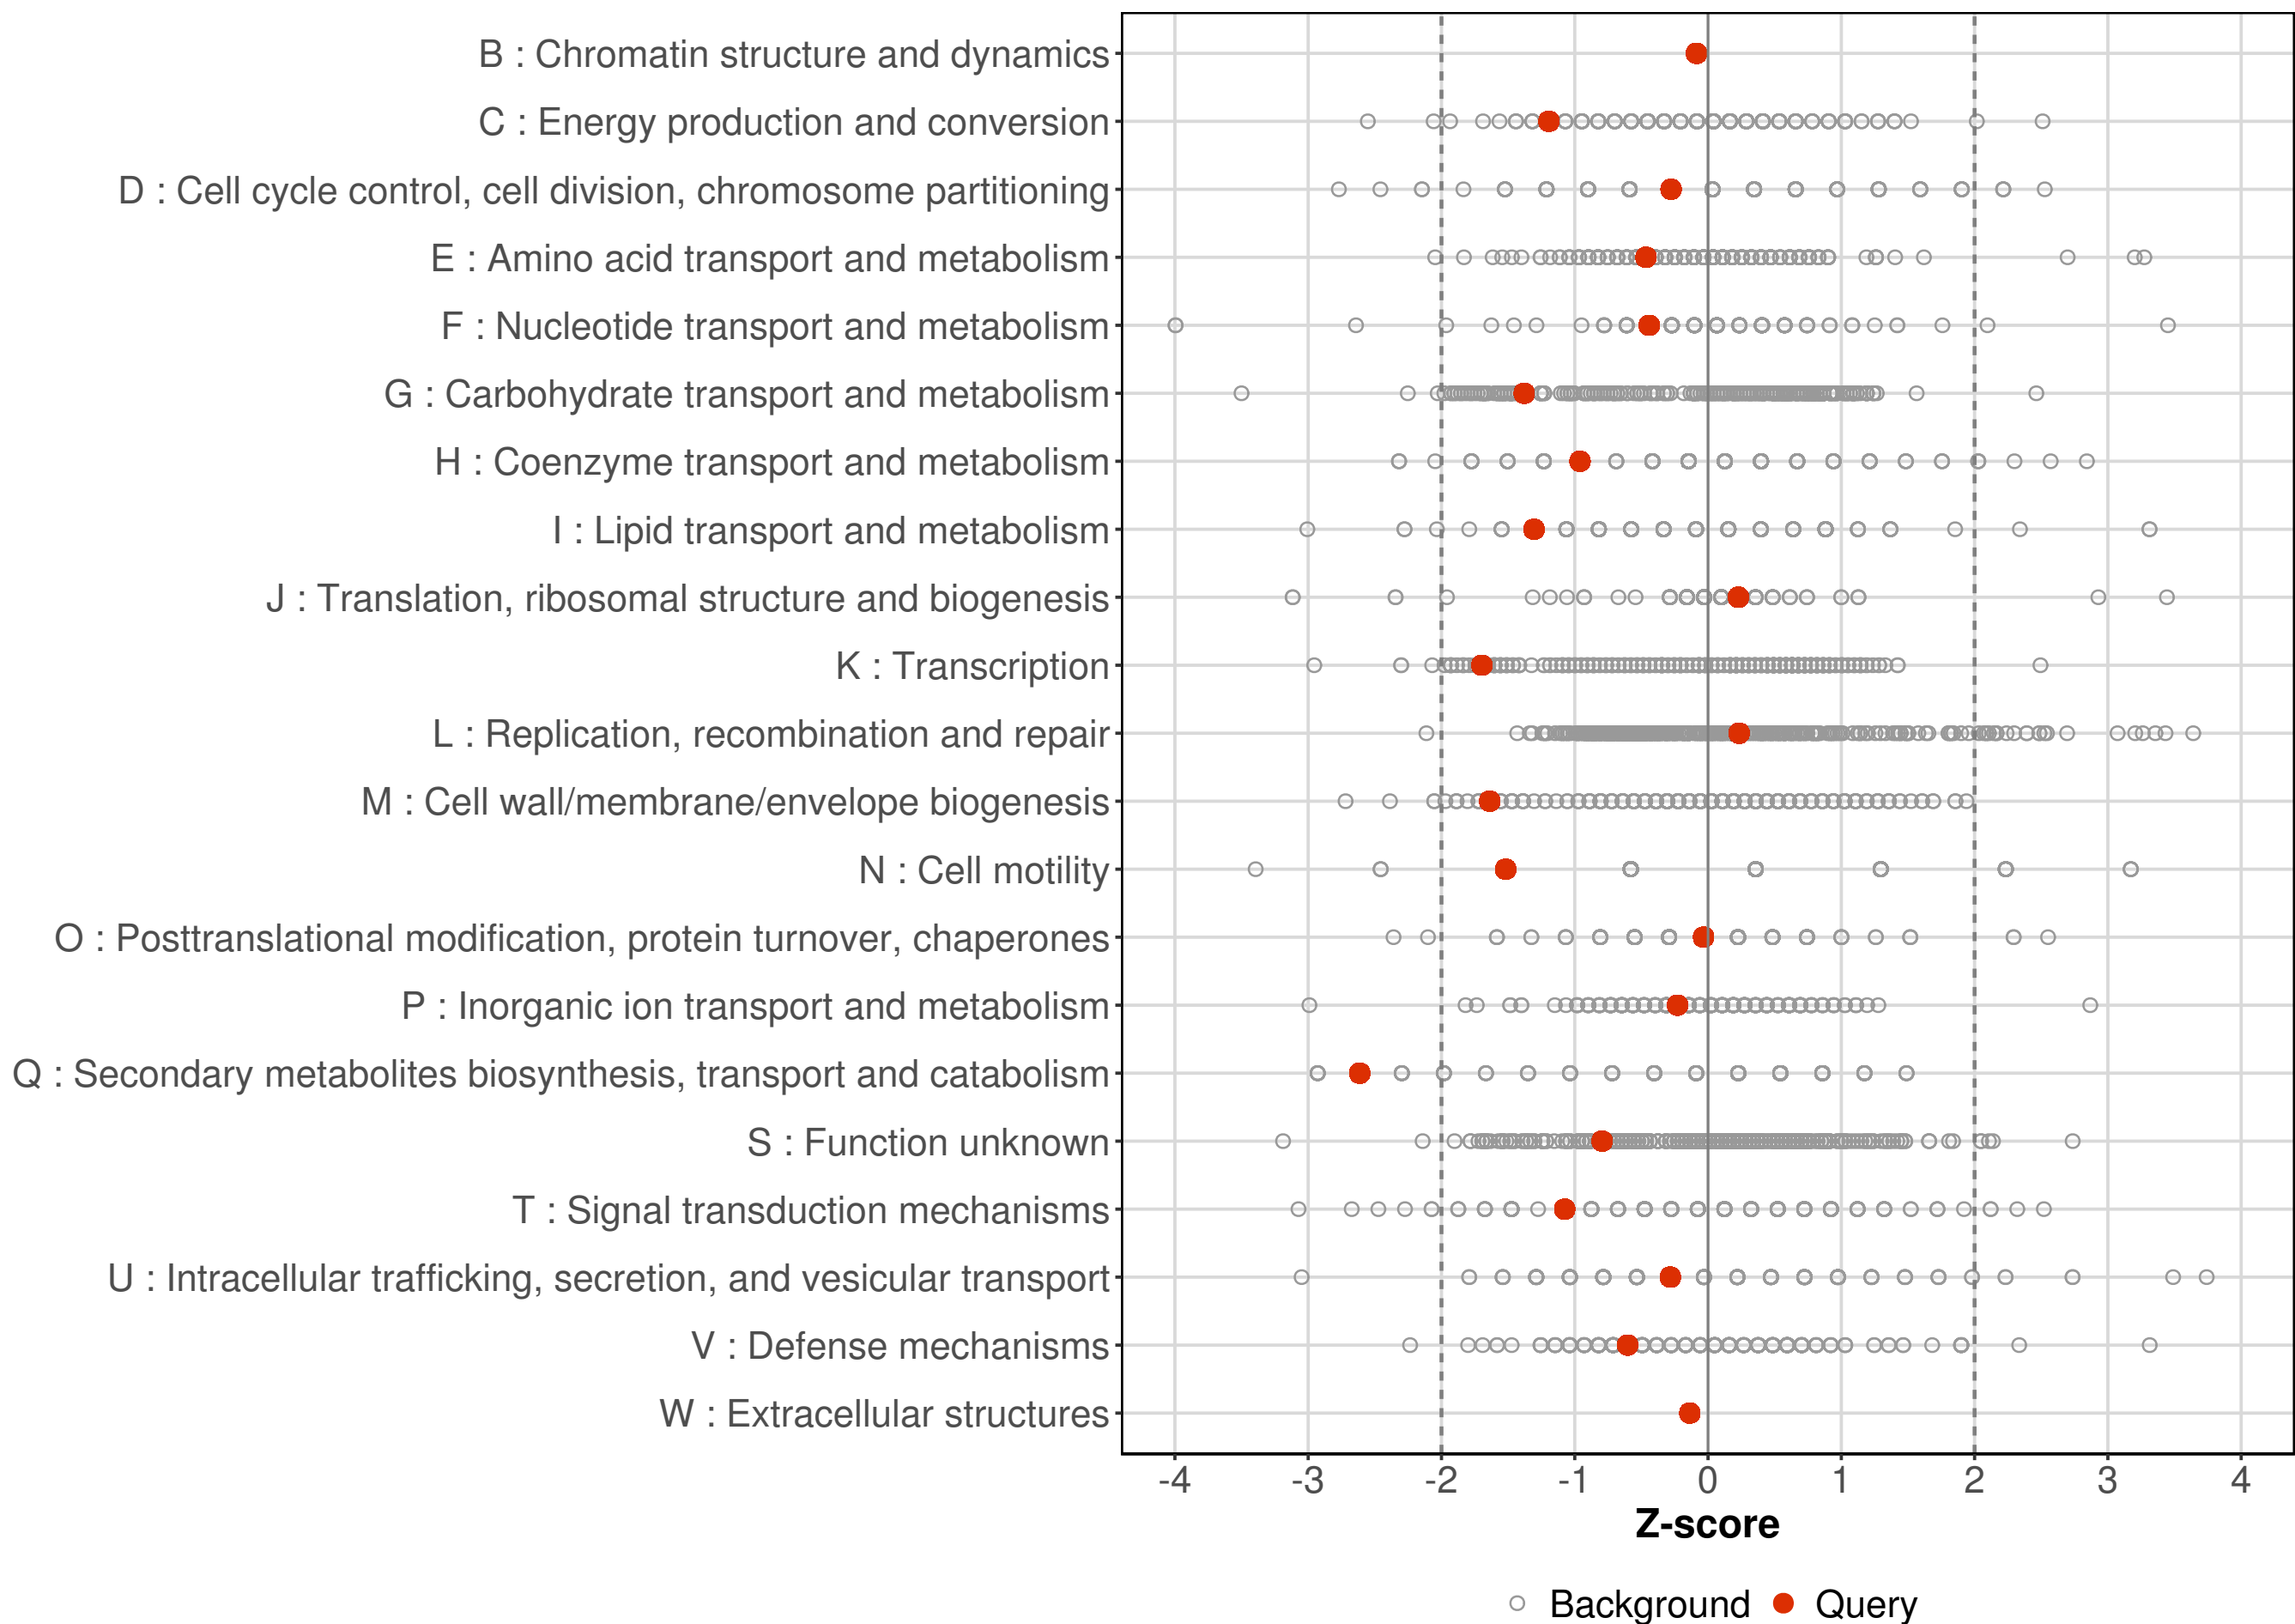 B : Chromatin structure and dynamics
C : Energy production and conversion
D : Cell cycle control, cell division, chromosome partitioning
E : Amino acid transport and metabolism
F : Nucleotide transport and metabolism
G : Carbohydrate transport and metabolism
H : Coenzyme transport and metabolism
I : Lipid transport and metabolism
J : Translation, ribosomal structure and biogenesis
K : Transcription
L : Replication, recombination and repair
M : Cell wall/membrane/envelope biogenesis
N : Cell motility
O : Posttranslational modification, protein turnover, chaperones
P : Inorganic ion transport and metabolism
Q : Secondary metabolites biosynthesis, transport and catabolism
S : Function unknown
T : Signal transduction mechanisms
U : Intracellular trafficking, secretion, and vesicular transport
V : Defense mechanisms
W : Extracellular structures
-4 -3 -2 -1 0 1 2 3 4
Z-score
Background Query